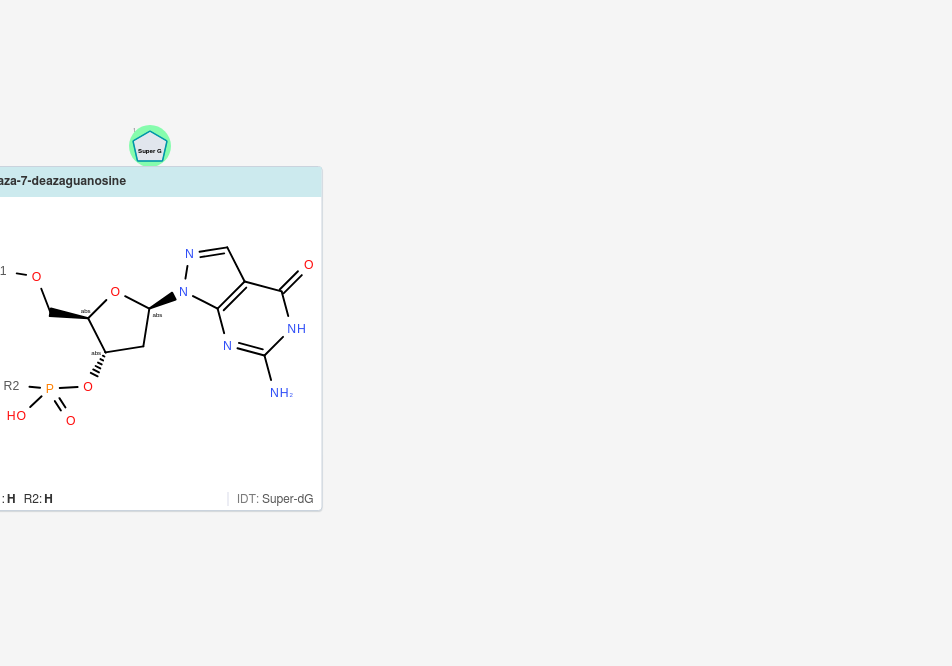 Super G
aza-7-deazaguanosine
N
O
1
O
O
N
abs
abs
NH
N
abs
R2
P
O
NH₂
HO
O
: H R2: H
IDT: Super-dG